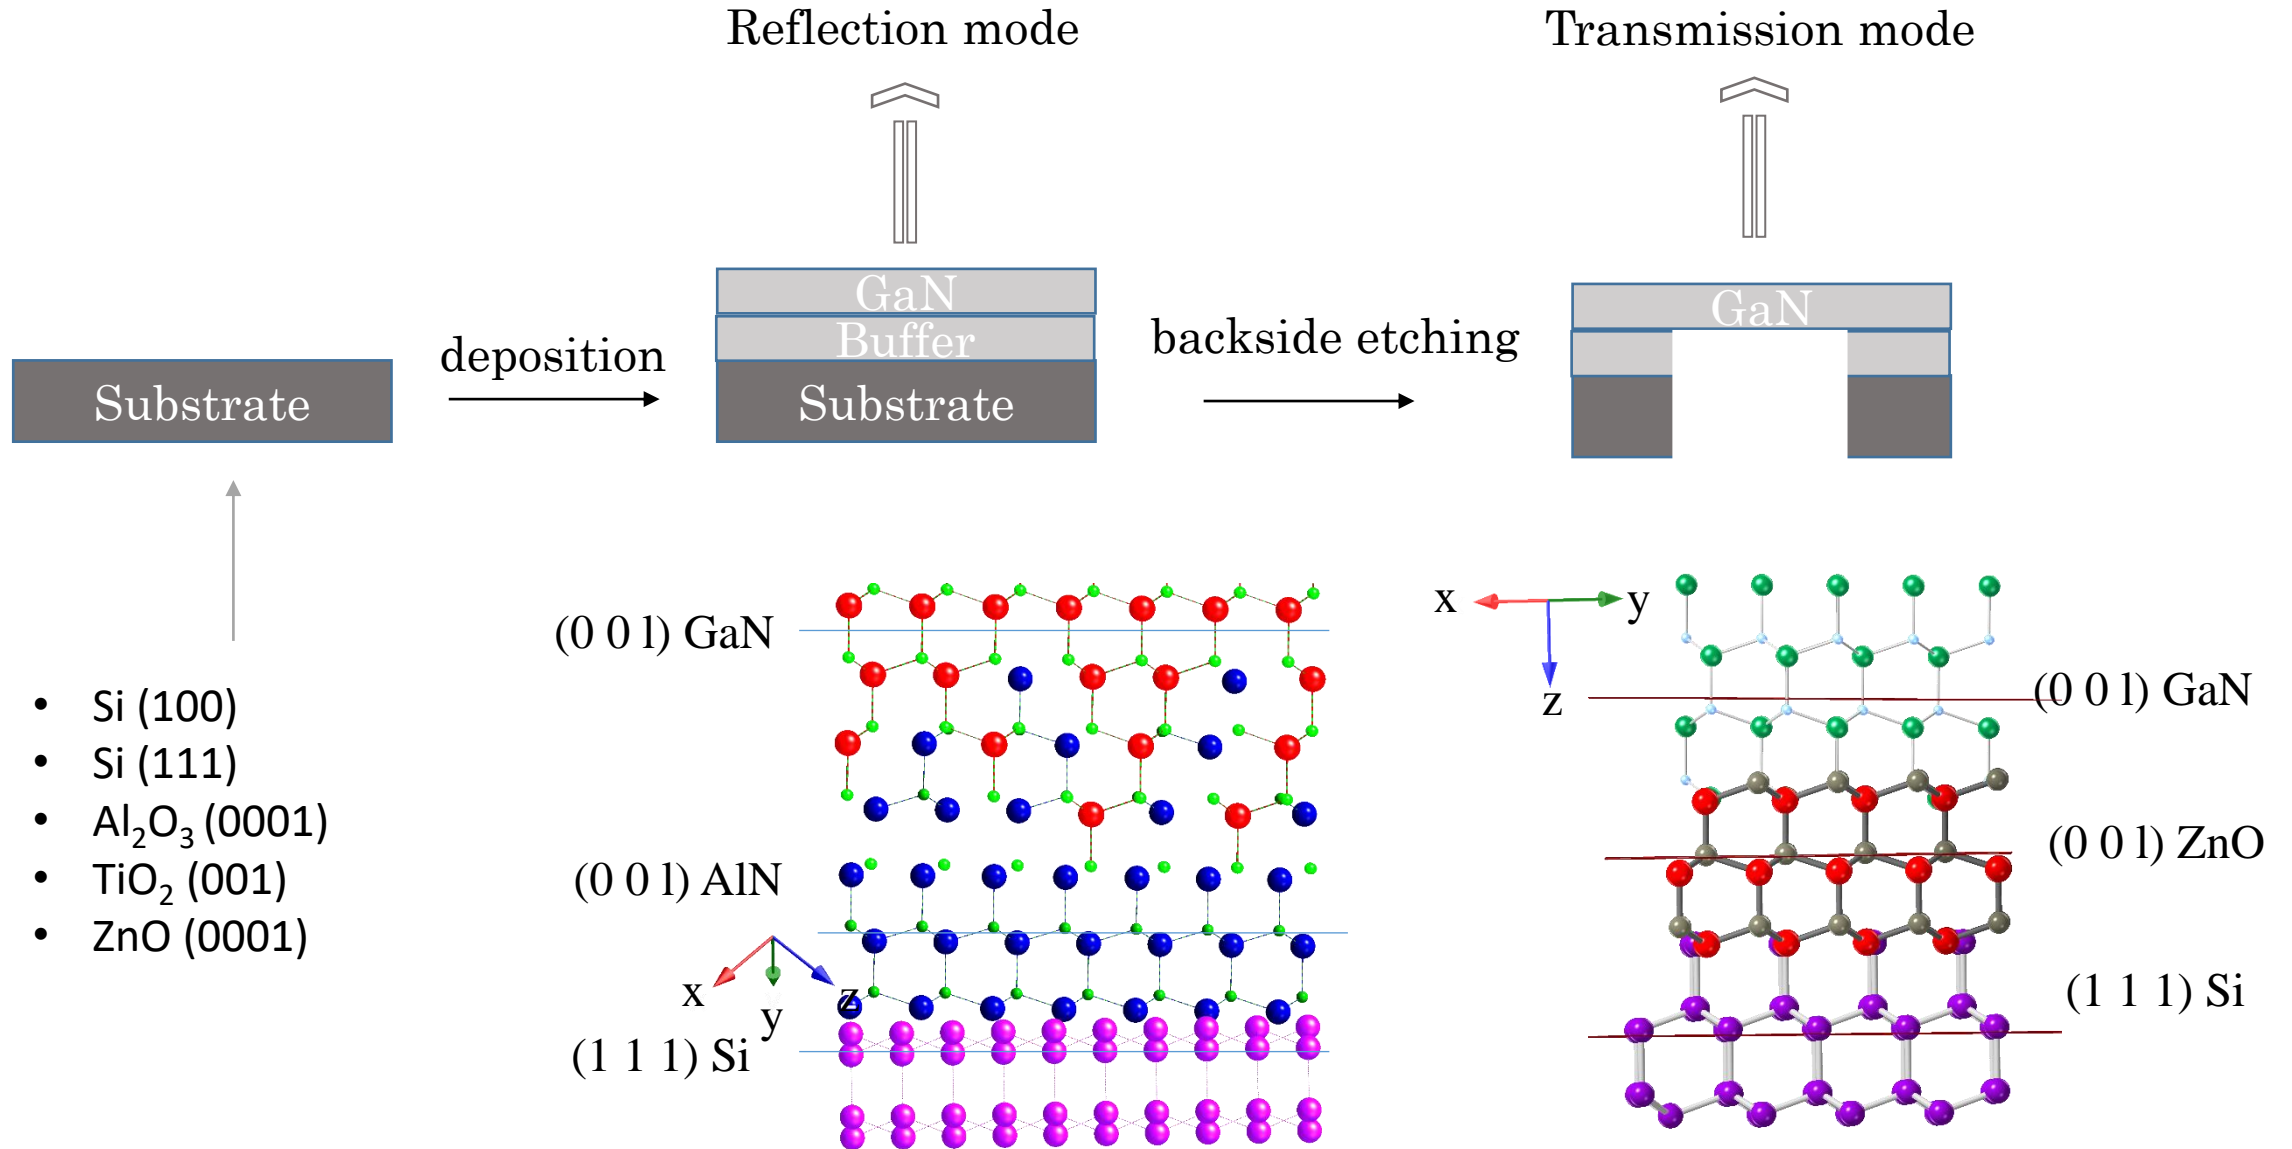 Reflection mode
Transmission mode
GaN
Buffer
Substrate
GaN
Substrate
deposition
backside etching
• Si (100)
• Si (111)
• Al₂O₃ (0001)
• TiO₂ (001)
• ZnO (0001)
(0 0 l) GaN
(0 0 l) AlN
x
y
z
(1 1 1) Si
x
y
z
(0 0 l) GaN
(0 0 l) ZnO
(1 1 1) Si